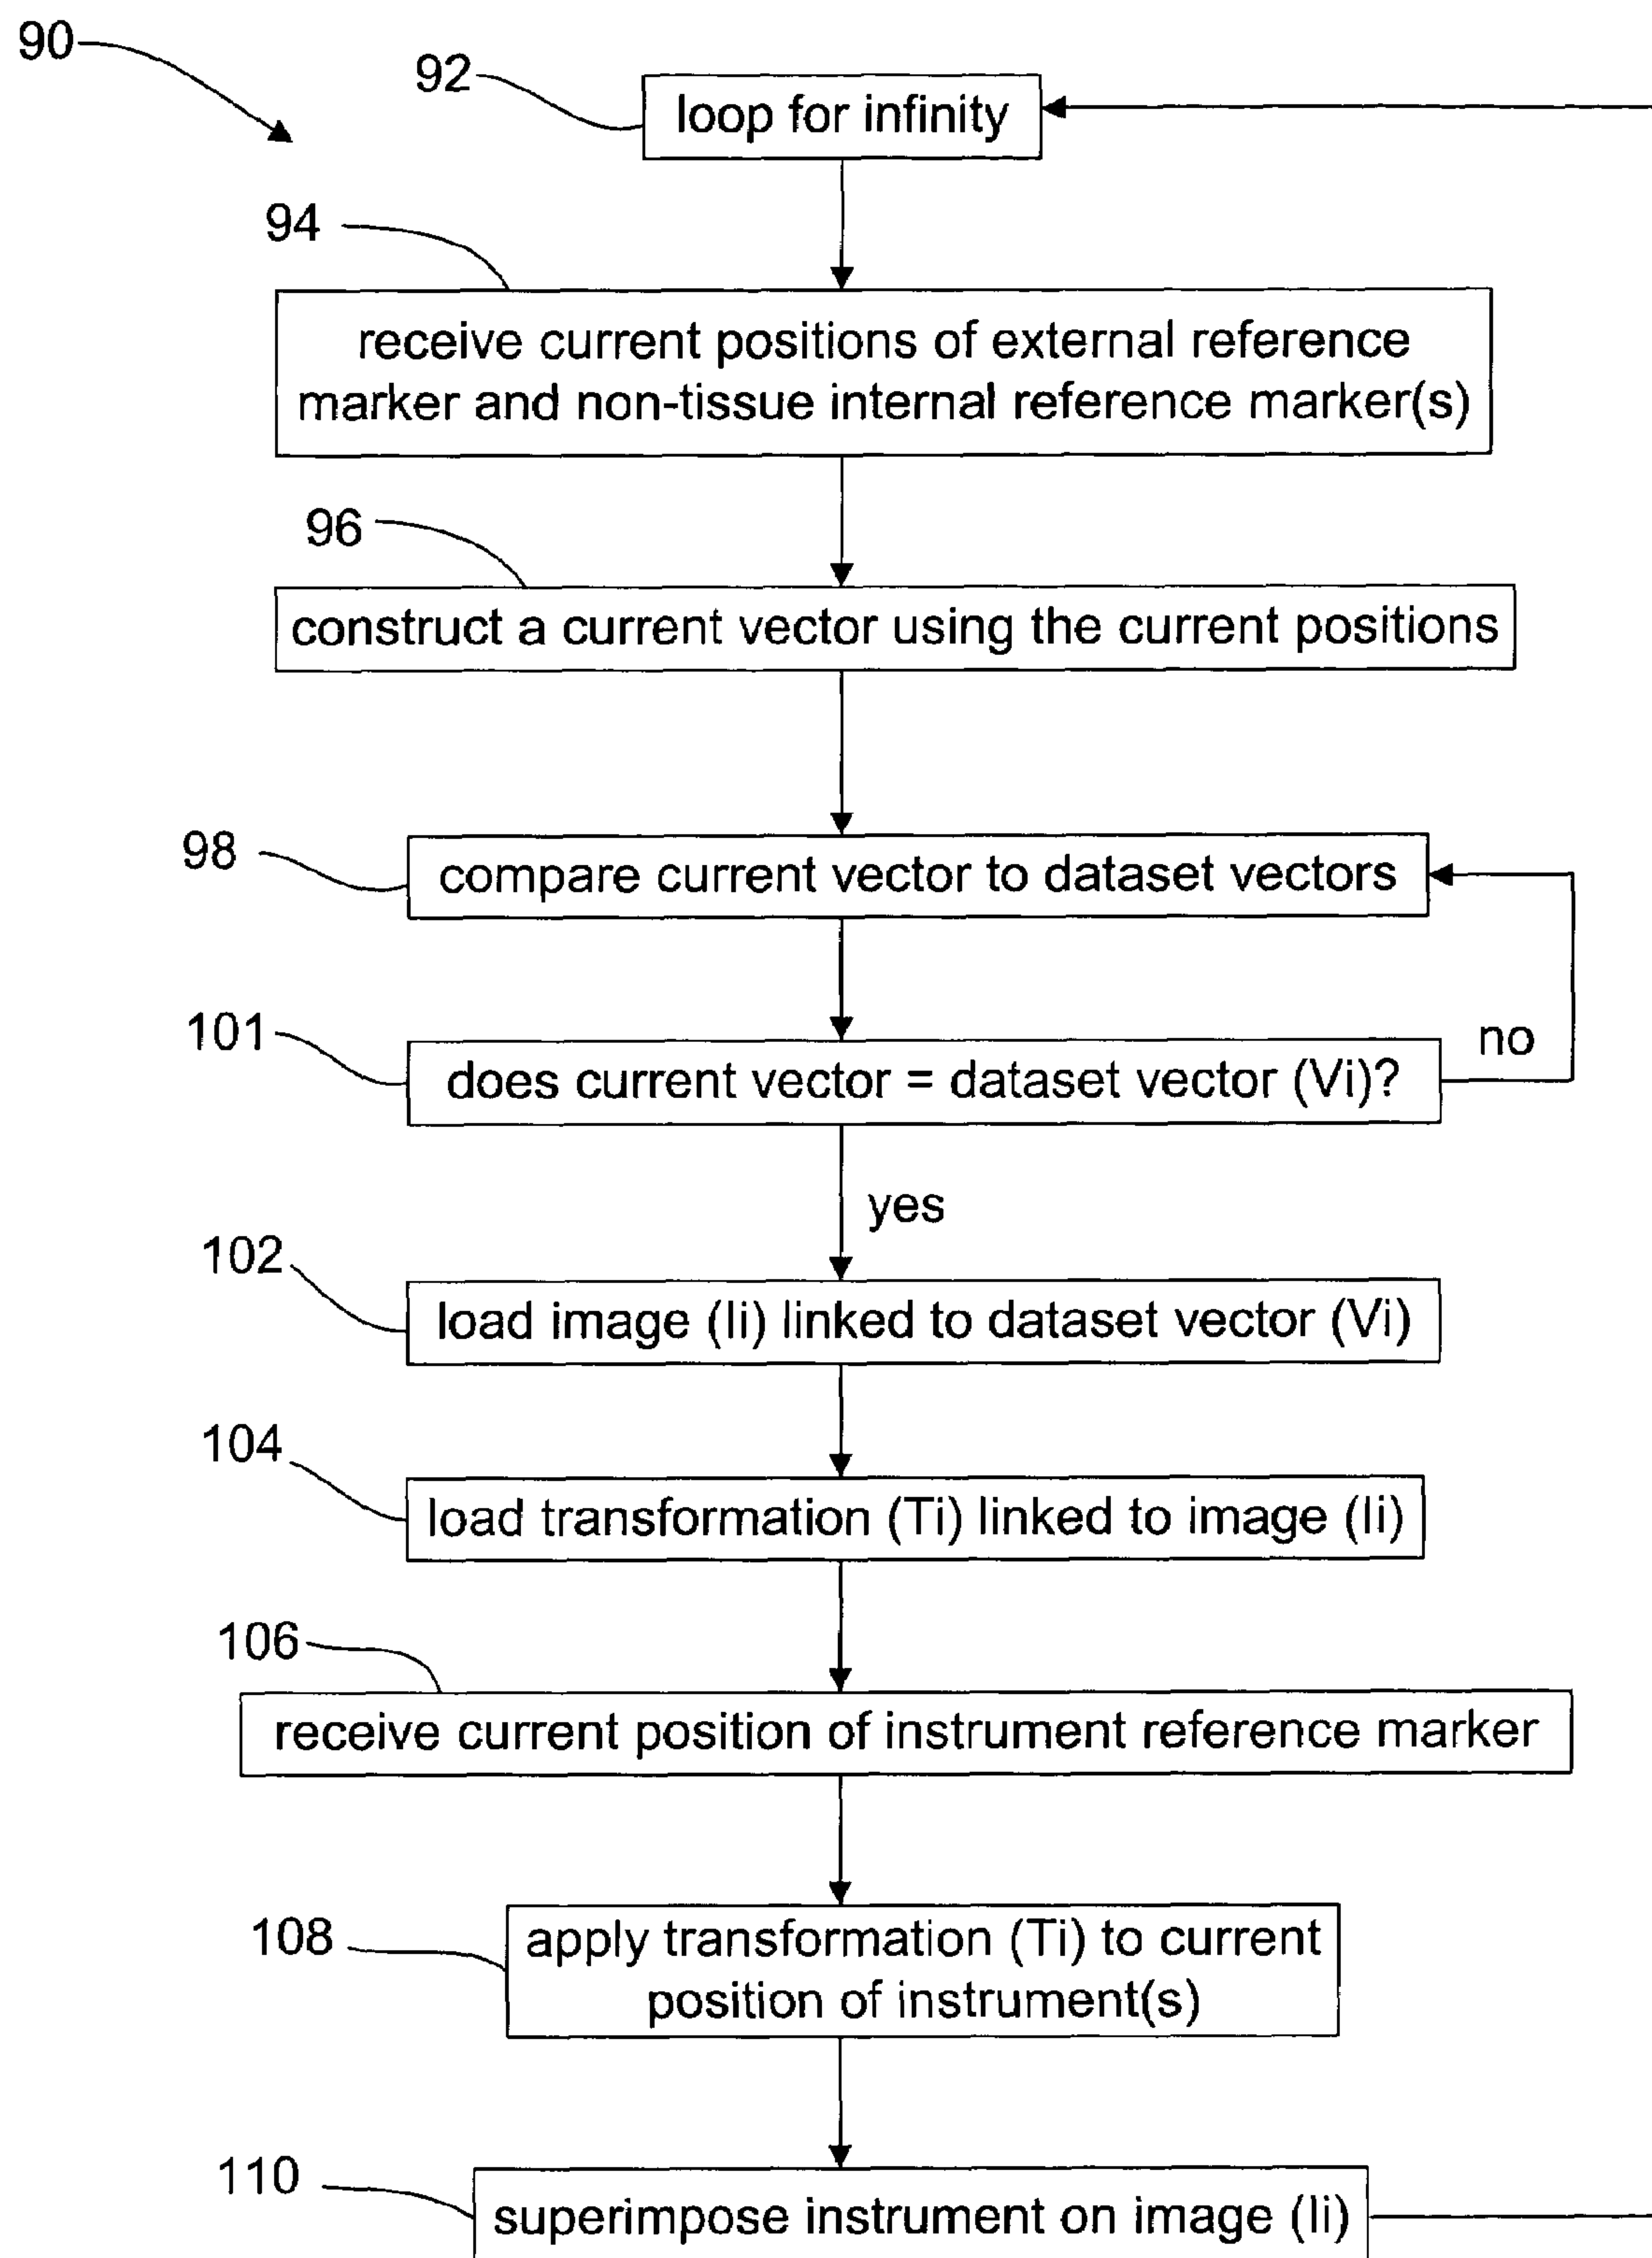 90
92
loop for infinity
94
receive current positions of external reference
marker and non-tissue internal reference marker(s)
96
construct a current vector using the current positions
98
compare current vector to dataset vectors
101
does current vector = dataset vector (Vi)?
no
yes
102
load image (Ii) linked to dataset vector (Vi)
104
load transformation (Ti) linked to image (Ii)
106
receive current position of instrument reference marker
108
apply transformation (Ti) to current
position of instrument(s)
110
superimpose instrument on image (Ii)